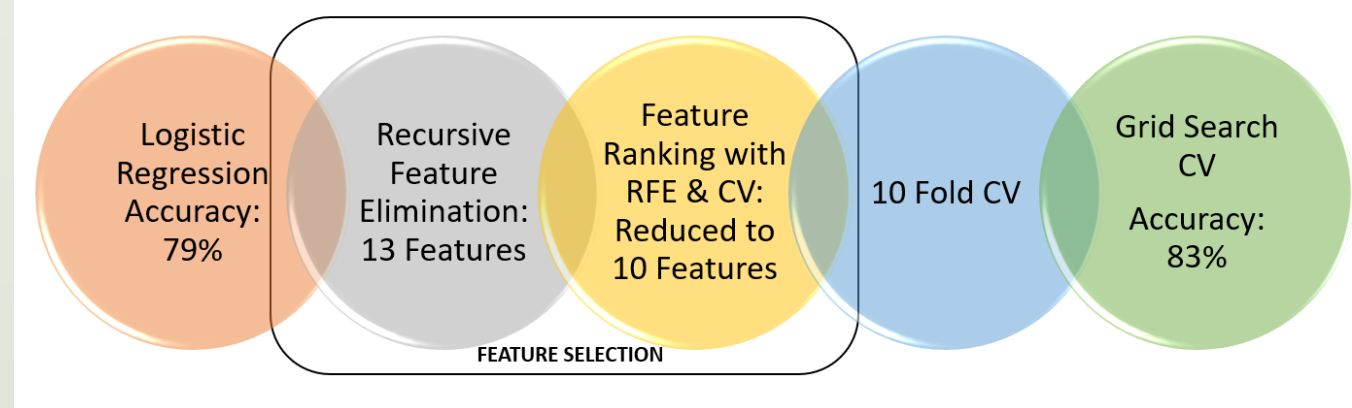 Logistic
Regression
Accuracy:
79%
Recursive
Feature
Elimination:
13 Features
Feature
Ranking with
RFE & CV:
Reduced to
10 Features
10 Fold CV
Grid Search
CV
Accuracy:
83%
FEATURE SELECTION